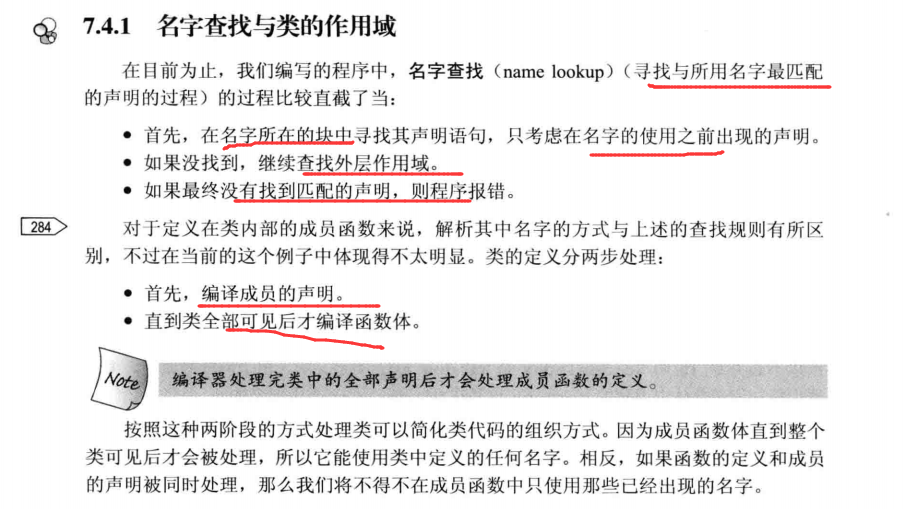 7.4.1 名字查找与类的作用域
在目前为止，我们编写的程序中，名字查找（name lookup）（寻找与所用名字最匹配
的声明的过程）的过程比较直截了当：
● 首先，在名字所在的块中寻找其声明语句，只考虑在名字的使用之前出现的声明。
● 如果没找到，继续查找外层作用域。
● 如果最终没有找到匹配的声明，则程序报错。
284
对于定义在类内部的成员函数来说，解析其中名字的方式与上述的查找规则有所区
别，不过在当前的这个例子中体现得不太明显。类的定义分两步处理：
● 首先，编译成员的声明。
● 直到类全部可见后才编译函数体。
Note
编译器处理完类中的全部声明后才会处理成员函数的定义。
按照这种两阶段的方式处理类可以简化类代码的组织方式。因为成员函数体直到整个
类可见后才会被处理，所以它能使用类中定义的任何名字。相反，如果函数的定义和成员
的声明被同时处理，那么我们将不得不在成员函数中只使用那些已经出现的名字。